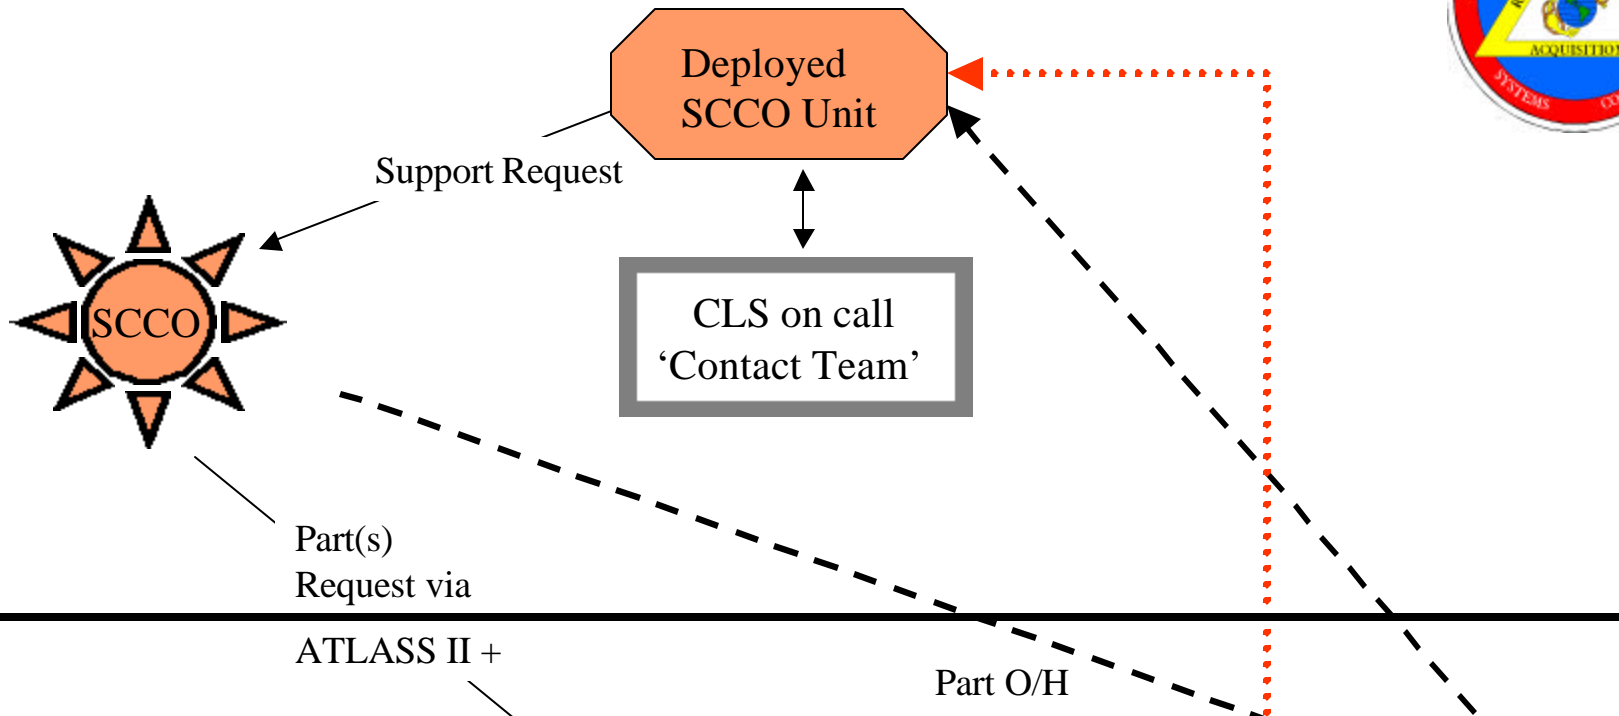 Deployed
SCCO Unit
ACQUISITION
SYSTEMS
Support Request
SCCO
CLS on call
‘Contact Team’
Part(s)
Request via
ATLASS II +
Part O/H